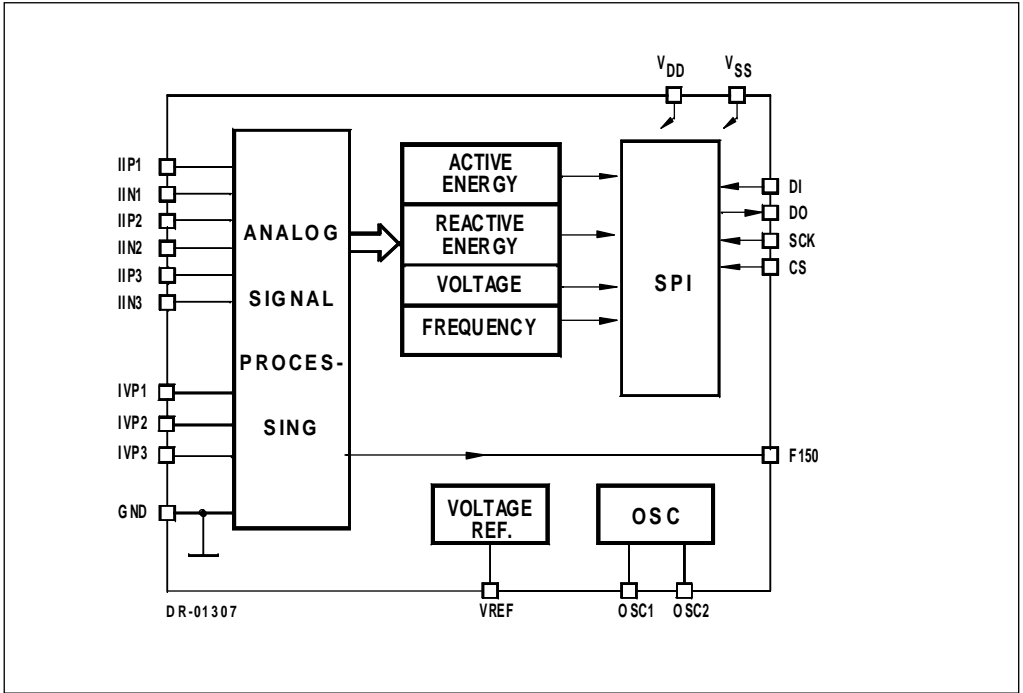 VDD
VSS
IIP1
IIN1
IIP2
IIN2
IIP3
IIN3
IVP1
IVP2
IVP3
GND
ANALOG
SIGNAL
PROCES-
SING
ACTIVE
ENERGY
REACTIVE
ENERGY
VOLTAGE
FREQUENCY
SPI
DI
DO
SCK
CS
F150
VOLTAGE
REF.
OSC
DR-01307
VREF
OSC1
OSC2